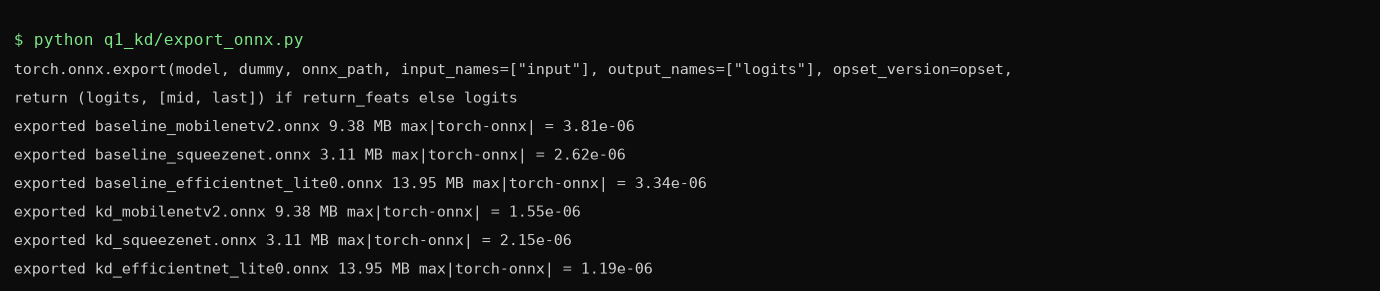 $ python q1_kd/export_onnx.py
torch.onnx.export(model, dummy, onnx_path, input_names=["input"], output_names=["logits"], opset_version=opset,
return (logits, [mid, last]) if return_feats else logits
exported baseline_mobilenetv2.onnx 9.38 MB max|torch-onnx| = 3.81e-06
exported baseline_squeezenet.onnx 3.11 MB max|torch-onnx| = 2.62e-06
exported baseline_efficientnet_lite0.onnx 13.95 MB max|torch-onnx| = 3.34e-06
exported kd_mobilenetv2.onnx 9.38 MB max|torch-onnx| = 1.55e-06
exported kd_squeezenet.onnx 3.11 MB max|torch-onnx| = 2.15e-06
exported kd_efficientnet_lite0.onnx 13.95 MB max|torch-onnx| = 1.19e-06